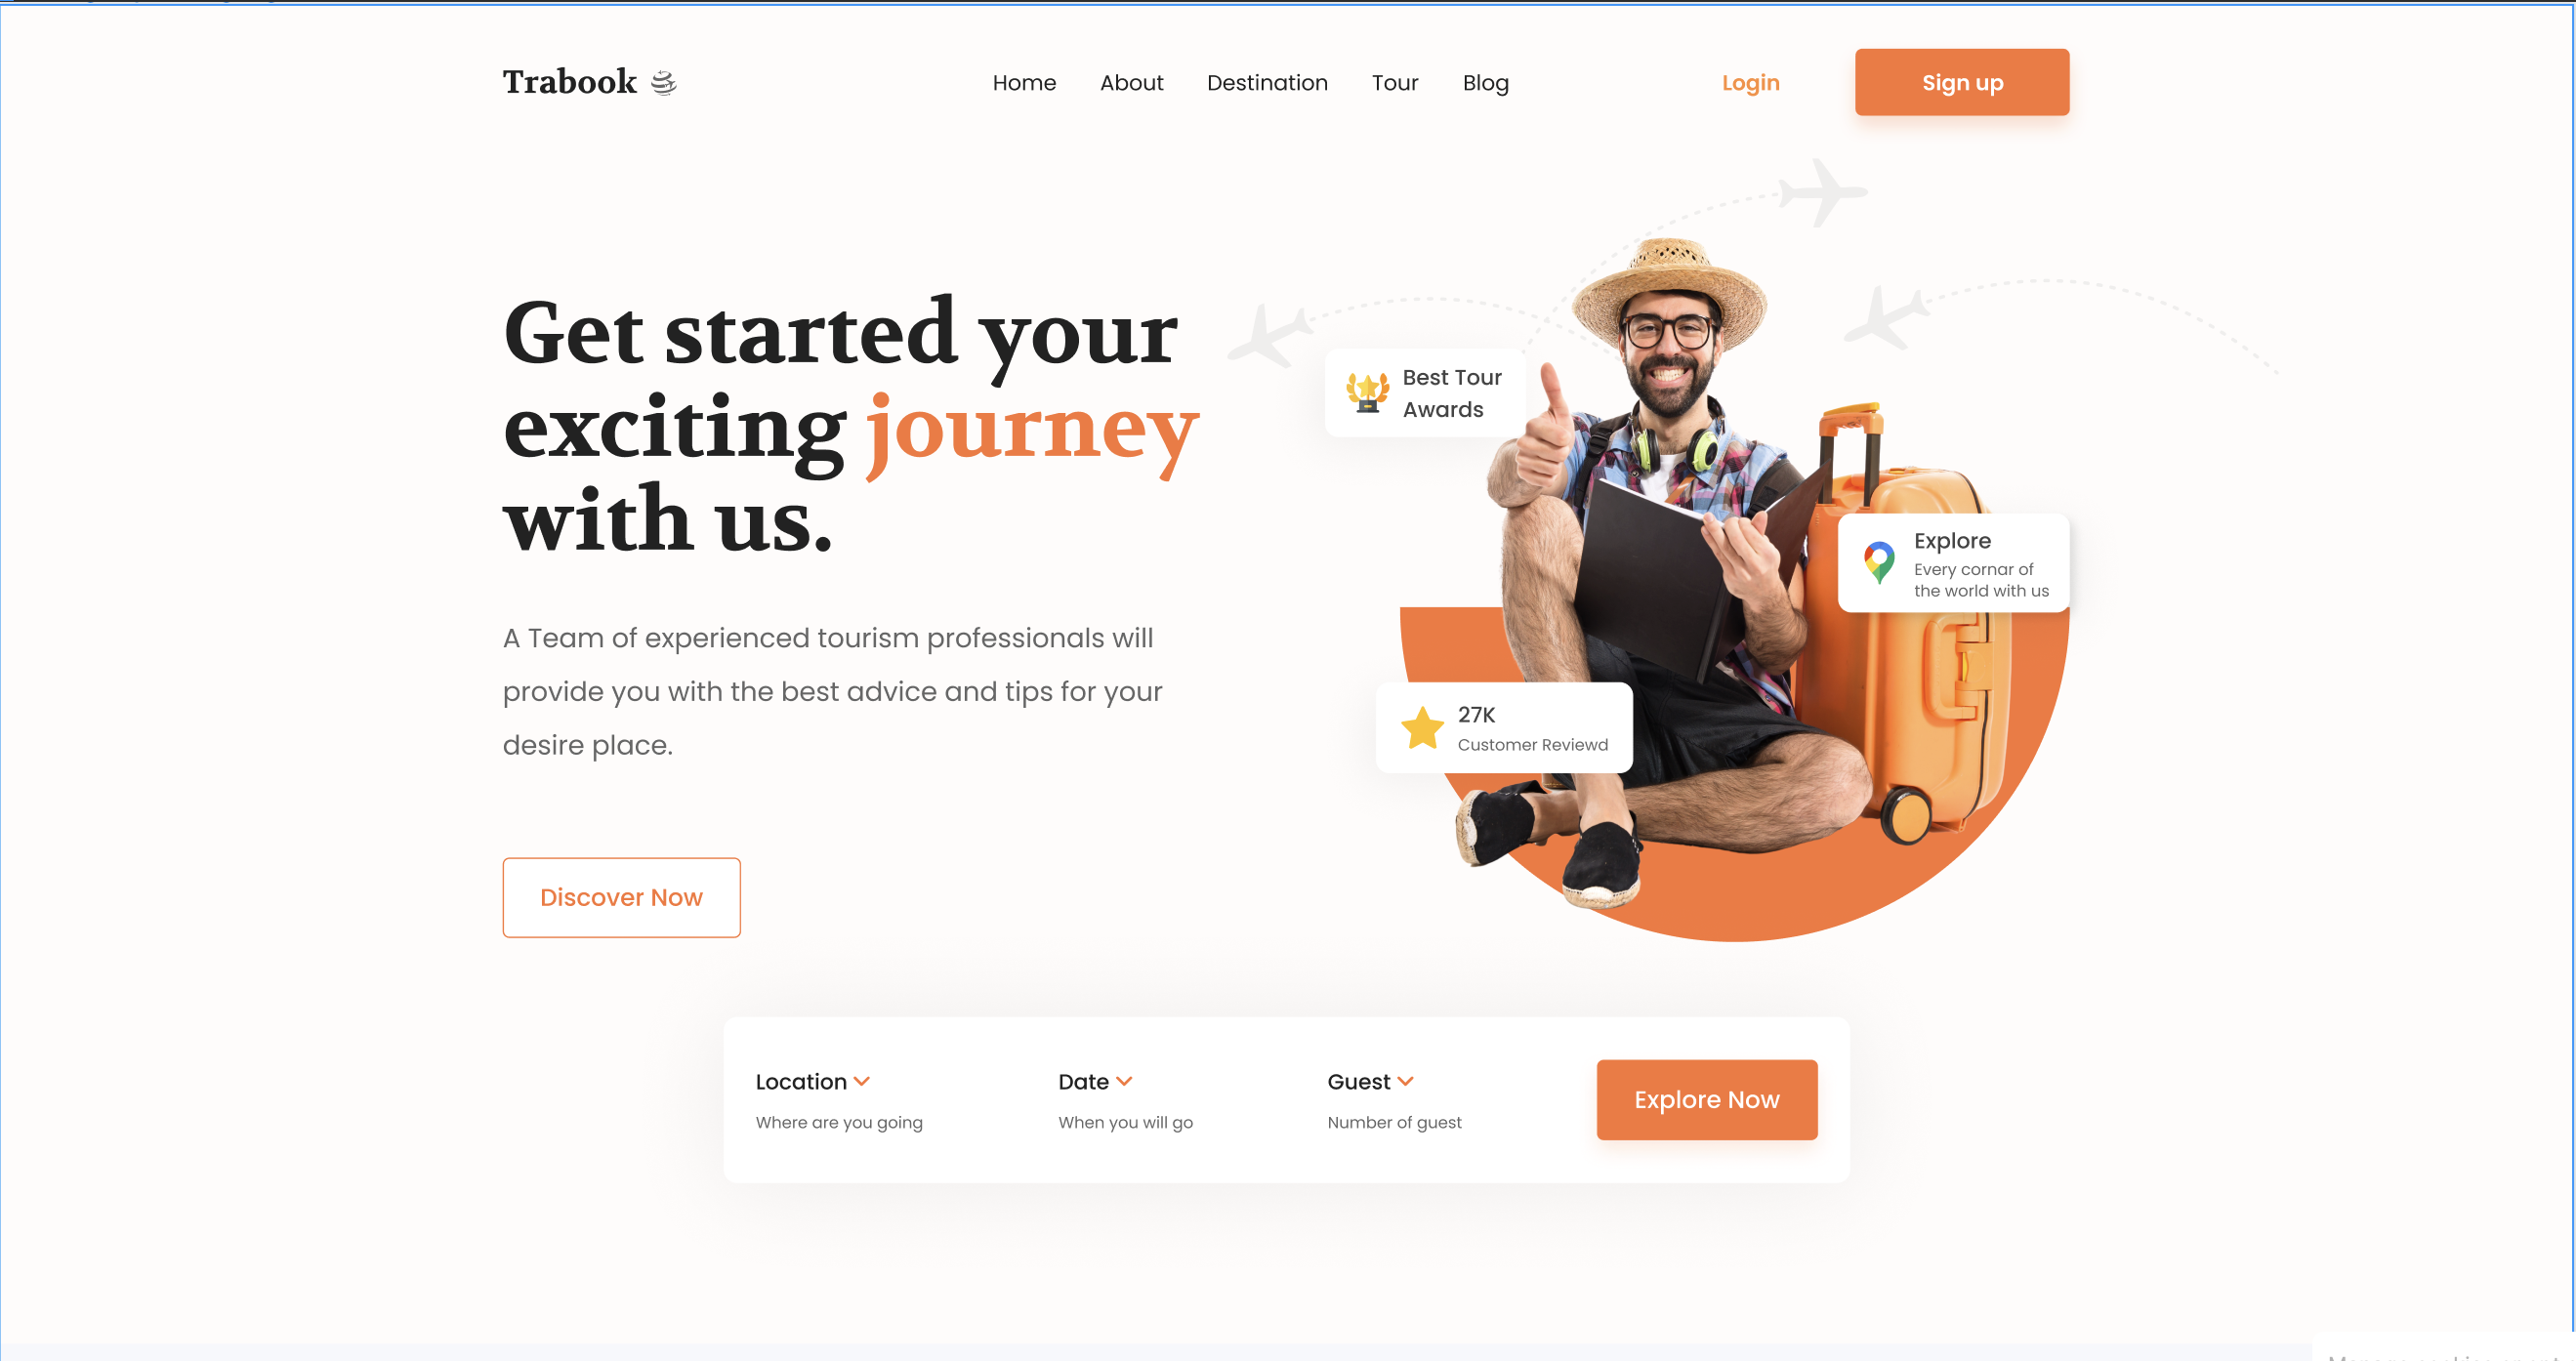 Trabook
Home About Destination Tour Blog Login Sign up
Get started your
exciting journey
with us.
A Team of experienced tourism professionals will
provide you with the best advice and tips for your
desire place.
Discover Now
Best Tour
Awards
Explore
Every cornar of
the world with us
27K
Customer Reviewd
Location Date Guest
Where are you going When you will go Number of guest
Explore Now